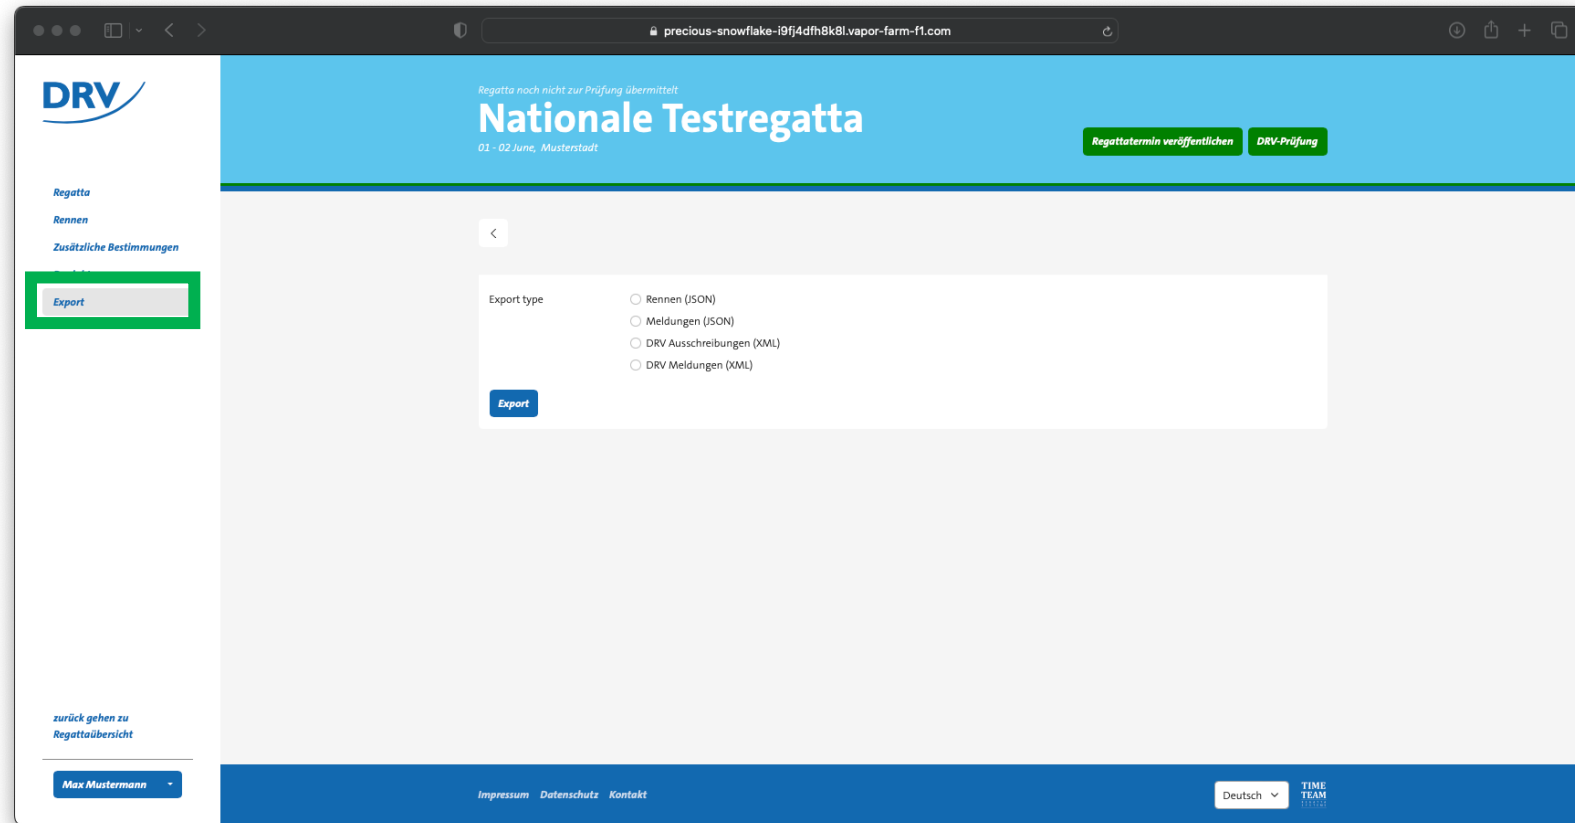 precious-snowflake-i9fj4dfh8k8l.vapor-farm-f1.com
DRV
Regatta noch nicht zur Prüfung übermittelt
Nationale Testregatta
01 - 02 June, Musterstadt
Regattatermin veröffentlichen
DRV-Prüfung
Regatta
Rennen
Zusätzliche Bestimmungen
Export
Export type
Rennen (JSON)
Meldungen (JSON)
DRV Ausschreibungen (XML)
DRV Meldungen (XML)
Export
zurück gehen zu
Regattaübersicht
Max Mustermann
Impressum Datenschutz Kontakt
Deutsch
TIME
TEAM